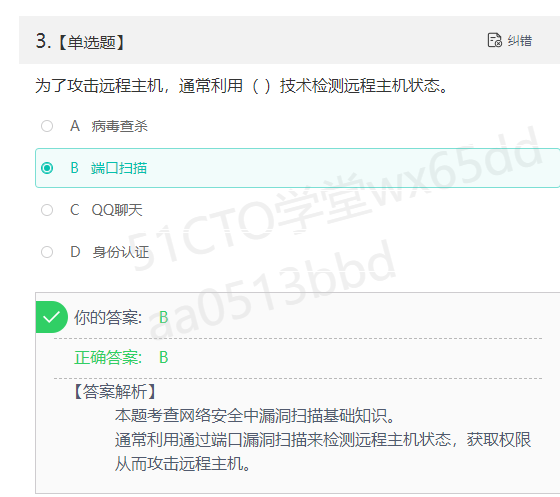 3.【单选题】
纠错
为了攻击远程主机，通常利用（ ）技术检测远程主机状态。
A 病毒查杀
B 端口扫描
C QQ聊天
D 身份认证
51CTO学堂wx65dd
aa0513bbd
你的答案: B
正确答案: B
【答案解析】
本题考查网络安全中漏洞扫描基础知识。
通常利用通过端口漏洞扫描来检测远程主机状态，获取权限
从而攻击远程主机。